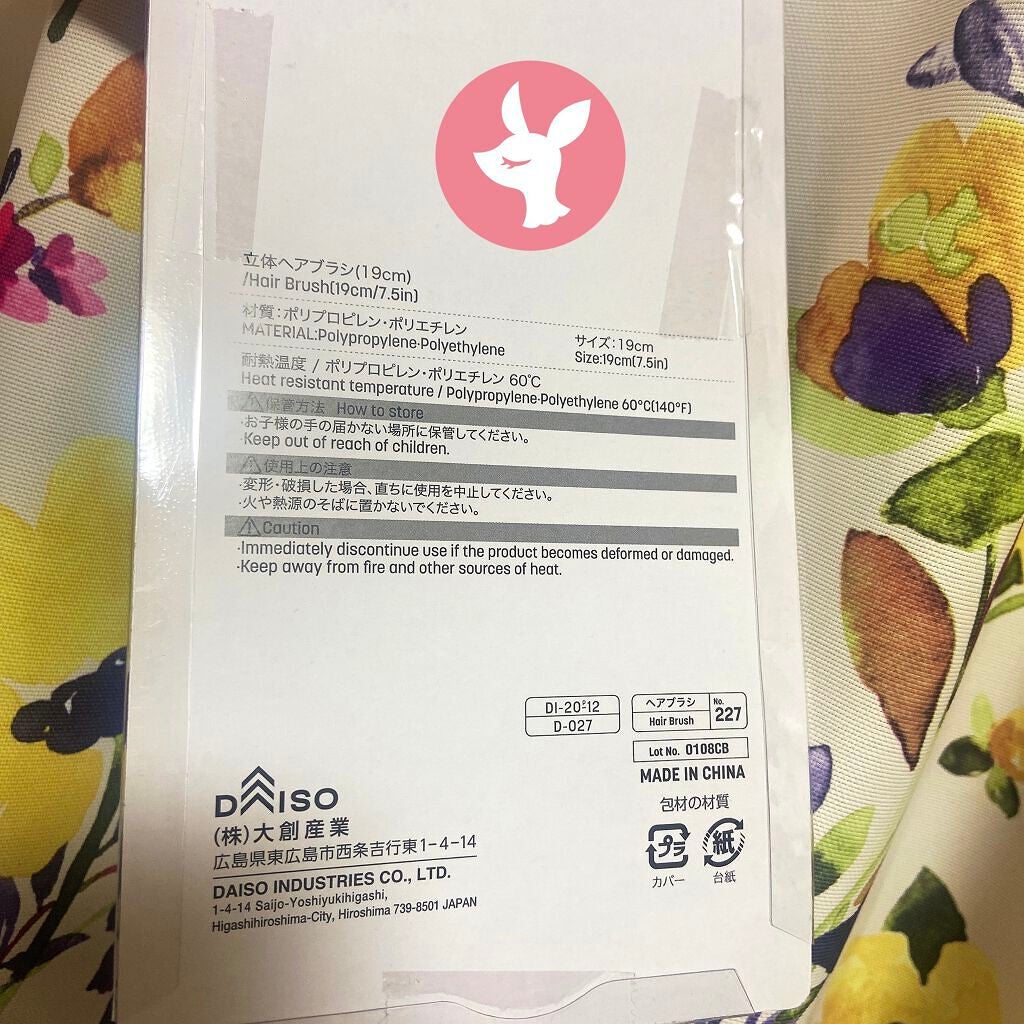 立体ヘアブラシ(19cm)
/Hair Brush(19cm/7.5in)
材質：ポリプロピレン・ポリエチレン
MATERIAL:Polypropylene·Polyethylene
サイズ：19cm
Size:19cm(7.5in)
耐熱温度 / ポリプロピレン・ポリエチレン 60℃
Heat resistant temperature / Polypropylene·Polyethylene 60°C(140°F)
保管方法 How to store
・お子様の手の届かない場所に保管してください。
·Keep out of reach of children.
使用上の注意
・変形・破損した場合、直ちに使用を中止してください。
・火や熱源のそばに置かないでください。
Caution
·Immediately discontinue use if the product becomes deformed or damaged.
·Keep away from fire and other sources of heat.
D-027
ヘアブラシ
Hair Brush
No.
227
Lot No. 0108CB
MADE IN CHINA
包材の材質
プラ
カバー
紙
台紙
DAISO
(株)大創産業
広島県東広島市西条吉行東1-4-14
DAISO INDUSTRIES CO., LTD.
1-4-14 Saijo-Yoshiyukihigashi,
Higashihiroshima-City, Hiroshima 739-8501 JAPAN